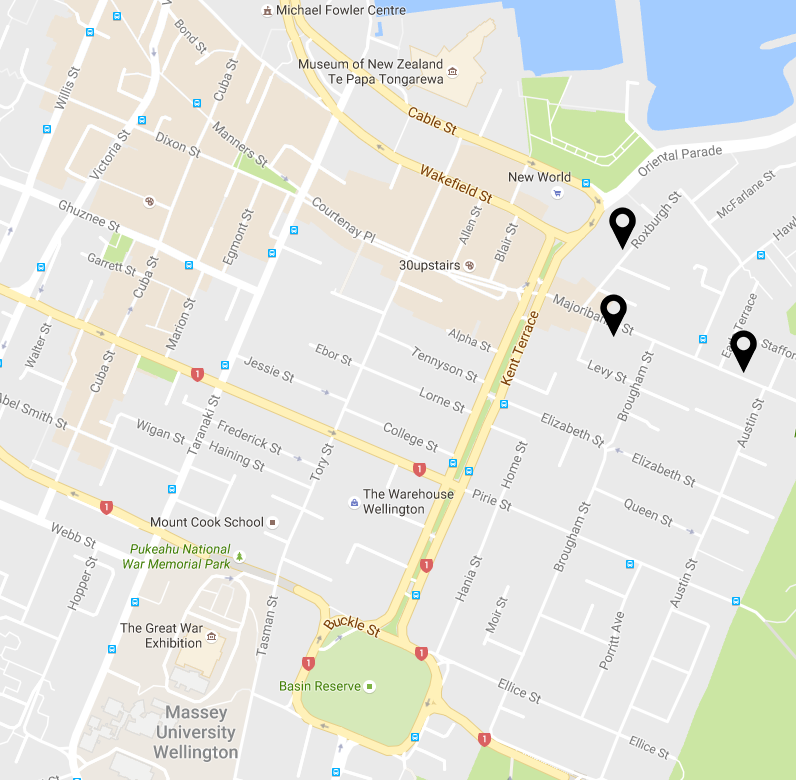 Michael Fowler Centre
Bond St
Cuba St
Willis St
Museum of New Zealand
Te Papa Tongarewa
Cable St
Victoria St
Dixon St
Manners St
Oriental Parade
New World
Wakefield St
McFarlane St
Roxburgh St
Ghuznee St
Courtenay Pl
Allen St
Blair St
Egmont St
Garrett St
Cuba St
30upstairs
Marion St
Walter St
Kent Terrace
Alpha St
Ebor St
Tennyson St
Jessie St
Cuba St
Levy St
Brougham St
Lorne St
Taranaki St
Abel Smith St
Wigan St
Frederick St
Haining St
College St
Elizabeth St
Austin St
Tory St
Home St
Elizabeth St
1
1
1
The Warehouse
Wellington
Pirie St
Queen St
Mount Cook School
Webb St
Pukeahu National
War Memorial Park
Brougham St
Hopper St
Hania St
Austin St
1
Tasman St
Moir St
Porritt Ave
The Great War
Exhibition
Buckle St
1
1
Basin Reserve
Ellice St
Massey
University
Wellington
1
Ellice St